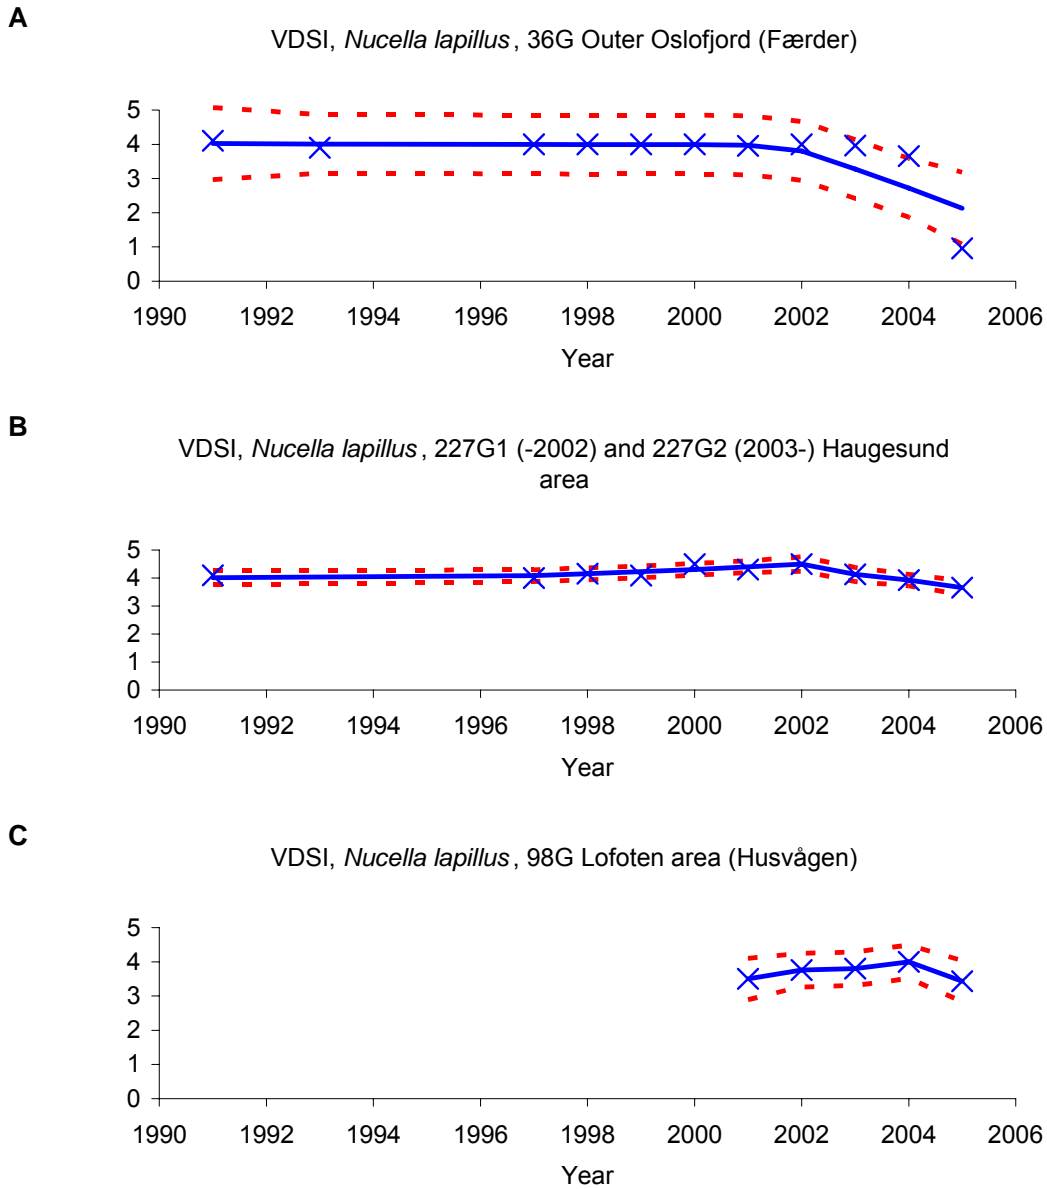 A
VDSI, Nucella lapillus, 36G Outer Oslofjord (Færder)
5
4
3
2
1
0
1990 1992 1994 1996 1998 2000 2002 2004 2006
Year
B
VDSI, Nucella lapillus, 227G1 (-2002) and 227G2 (2003-) Haugesund
area
5
4
3
2
1
0
1990 1992 1994 1996 1998 2000 2002 2004 2006
Year
C
VDSI, Nucella lapillus, 98G Lofoten area (Husvågen)
5
4
3
2
1
0
1990 1992 1994 1996 1998 2000 2002 2004 2006
Year